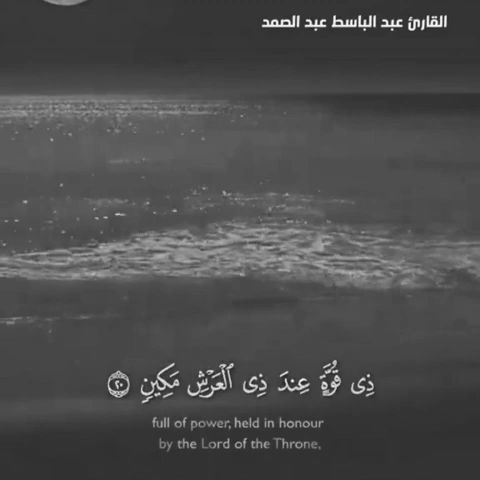 القارئ عبد الباسط عبد الصمد
ذِى قُوَّةٍ عِندَ ذِى ٱلْعَرْشِ مَكِينٍ ٢٠
full of power, held in honour
by the Lord of the Throne,